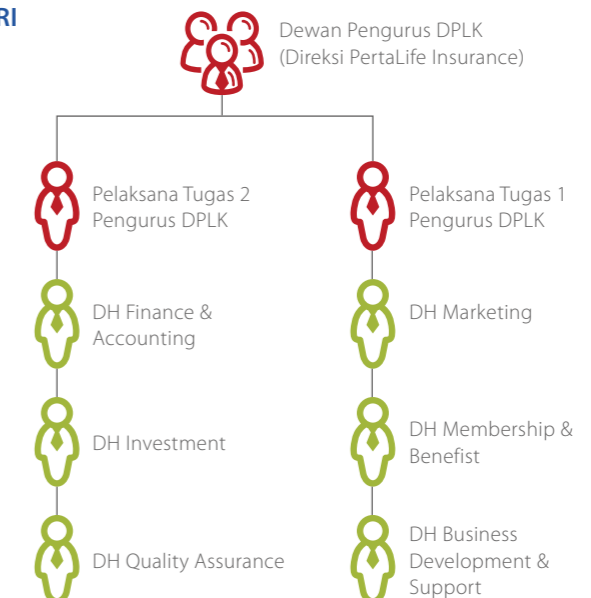 RI
Dewan Pengurus DPLK
(Direksi PertaLife Insurance)
Pelaksana Tugas 2
Pengurus DPLK
Pelaksana Tugas 1
Pengurus DPLK
DH Finance &
Accounting
DH Marketing
DH Investment
DH Membership &
Benefist
DH Quality Assurance
DH Business
Development &
Support